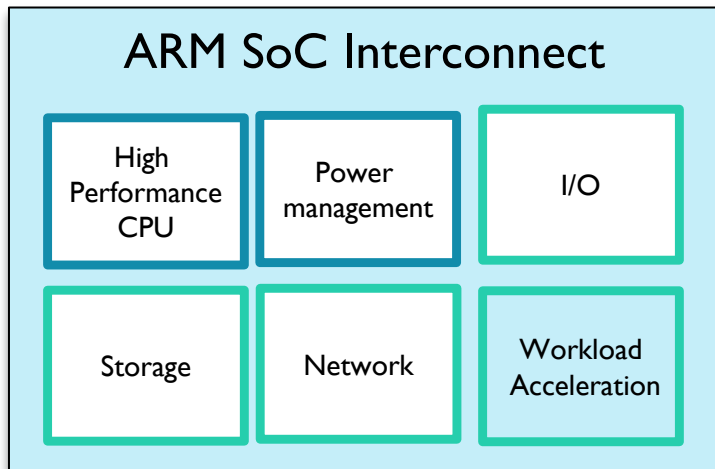 ARM SoC Interconnect
High
Performance
CPU
Power
management
I/O
Storage
Network
Workload
Acceleration